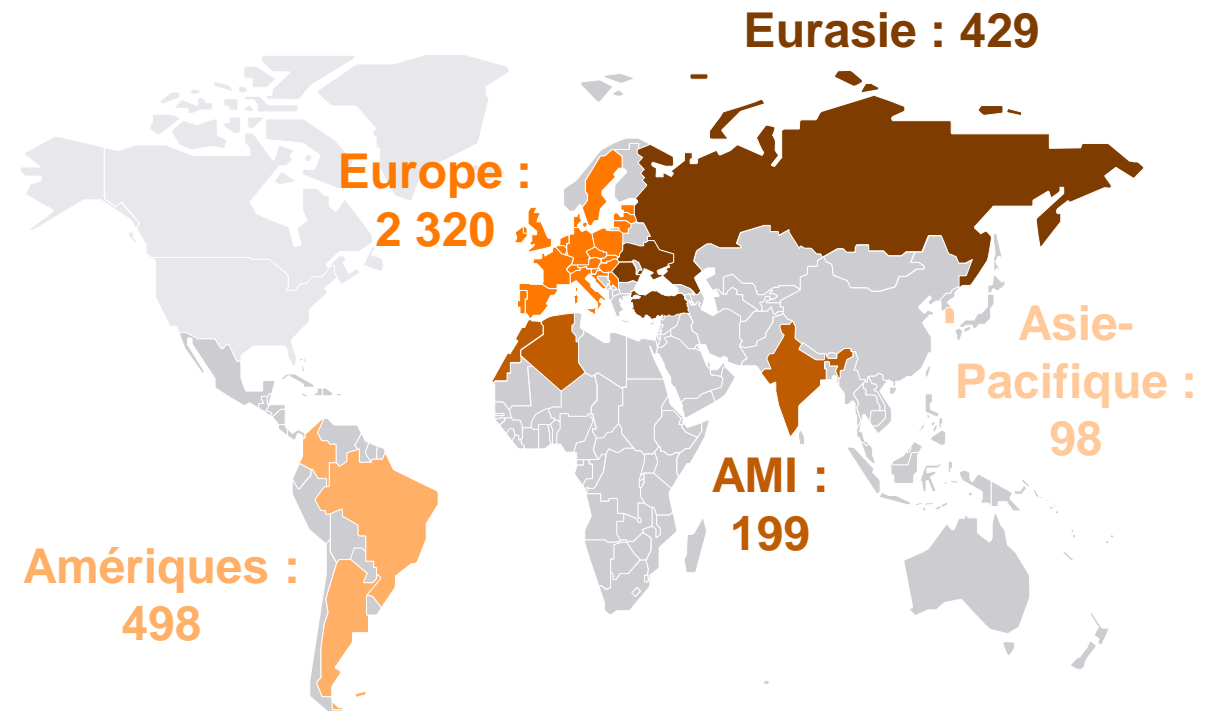 Eurasie : 429
Europe :
2 320
Asie-
Pacifique :
98
AMI :
199
Amériques :
498